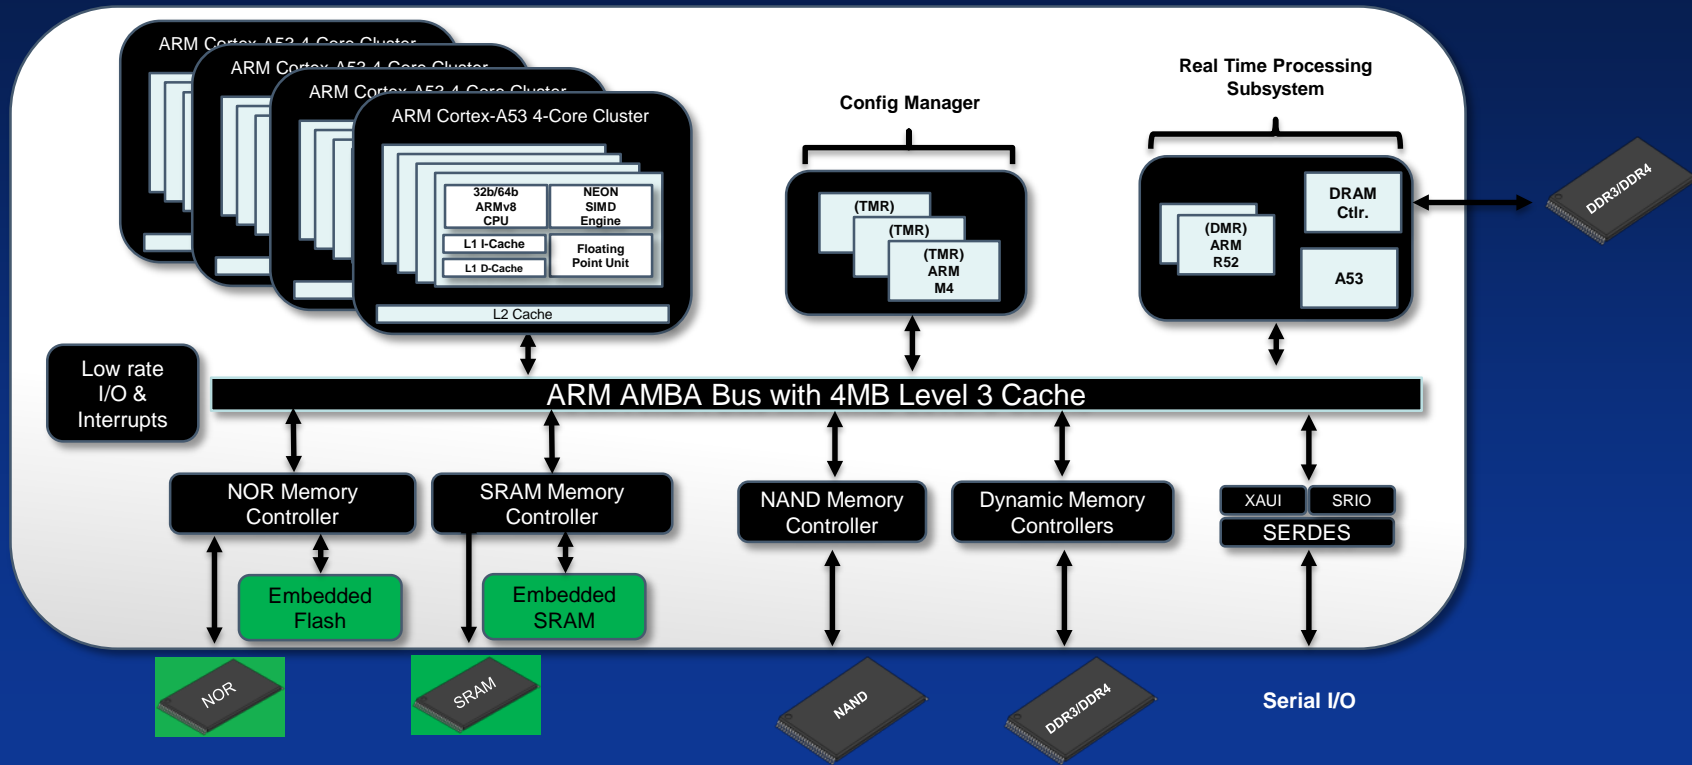 ARM Cortex-A53 4-Core Cluster
ARM Cortex-A53 4-Core Cluster
ARM Cortex-A53 4-Core Cluster
ARM Cortex-A53 4-Core Cluster
32b/64b
ARMv8
CPU
NEON
SIMD
Engine
L1 I-Cache
L1 D-Cache
Floating
Point Unit
L2 Cache
Config Manager
(TMR)
(TMR)
(TMR)
ARM
M4
Real Time Processing
Subsystem
(DMR)
ARM
R52
DRAM
Ctlr.
A53
DDR3/DDR4
Low rate
I/O &
Interrupts
ARM AMBA Bus with 4MB Level 3 Cache
NOR Memory
Controller
SRAM Memory
Controller
NAND Memory
Controller
Dynamic Memory
Controllers
XAUI
SRIO
SERDES
Embedded
Flash
Embedded
SRAM
NOR
SRAM
NAND
DDR3/DDR4
Serial I/O